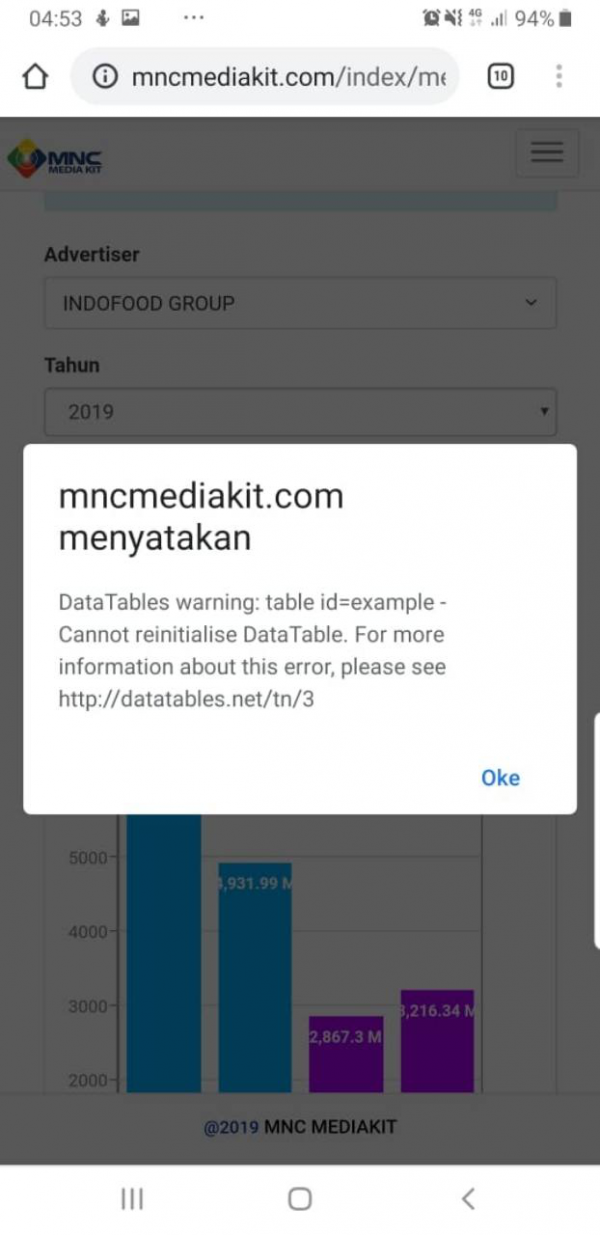 04:53 ... 4G 94%
mncmediakit.com/index/me
10
MNC
MEDIA KIT
Advertiser
INDOFOOD GROUP
Tahun
2019
mncmediakit.com
menyatakan
DataTables warning: table id=example -
Cannot reinitialise DataTable. For more
information about this error, please see
http://datatables.net/tn/3
Oke
5000
4,931.99 M
4000
3000
3,216.34 M
2,867.3 M
2000
@2019 MNC MEDIAKIT